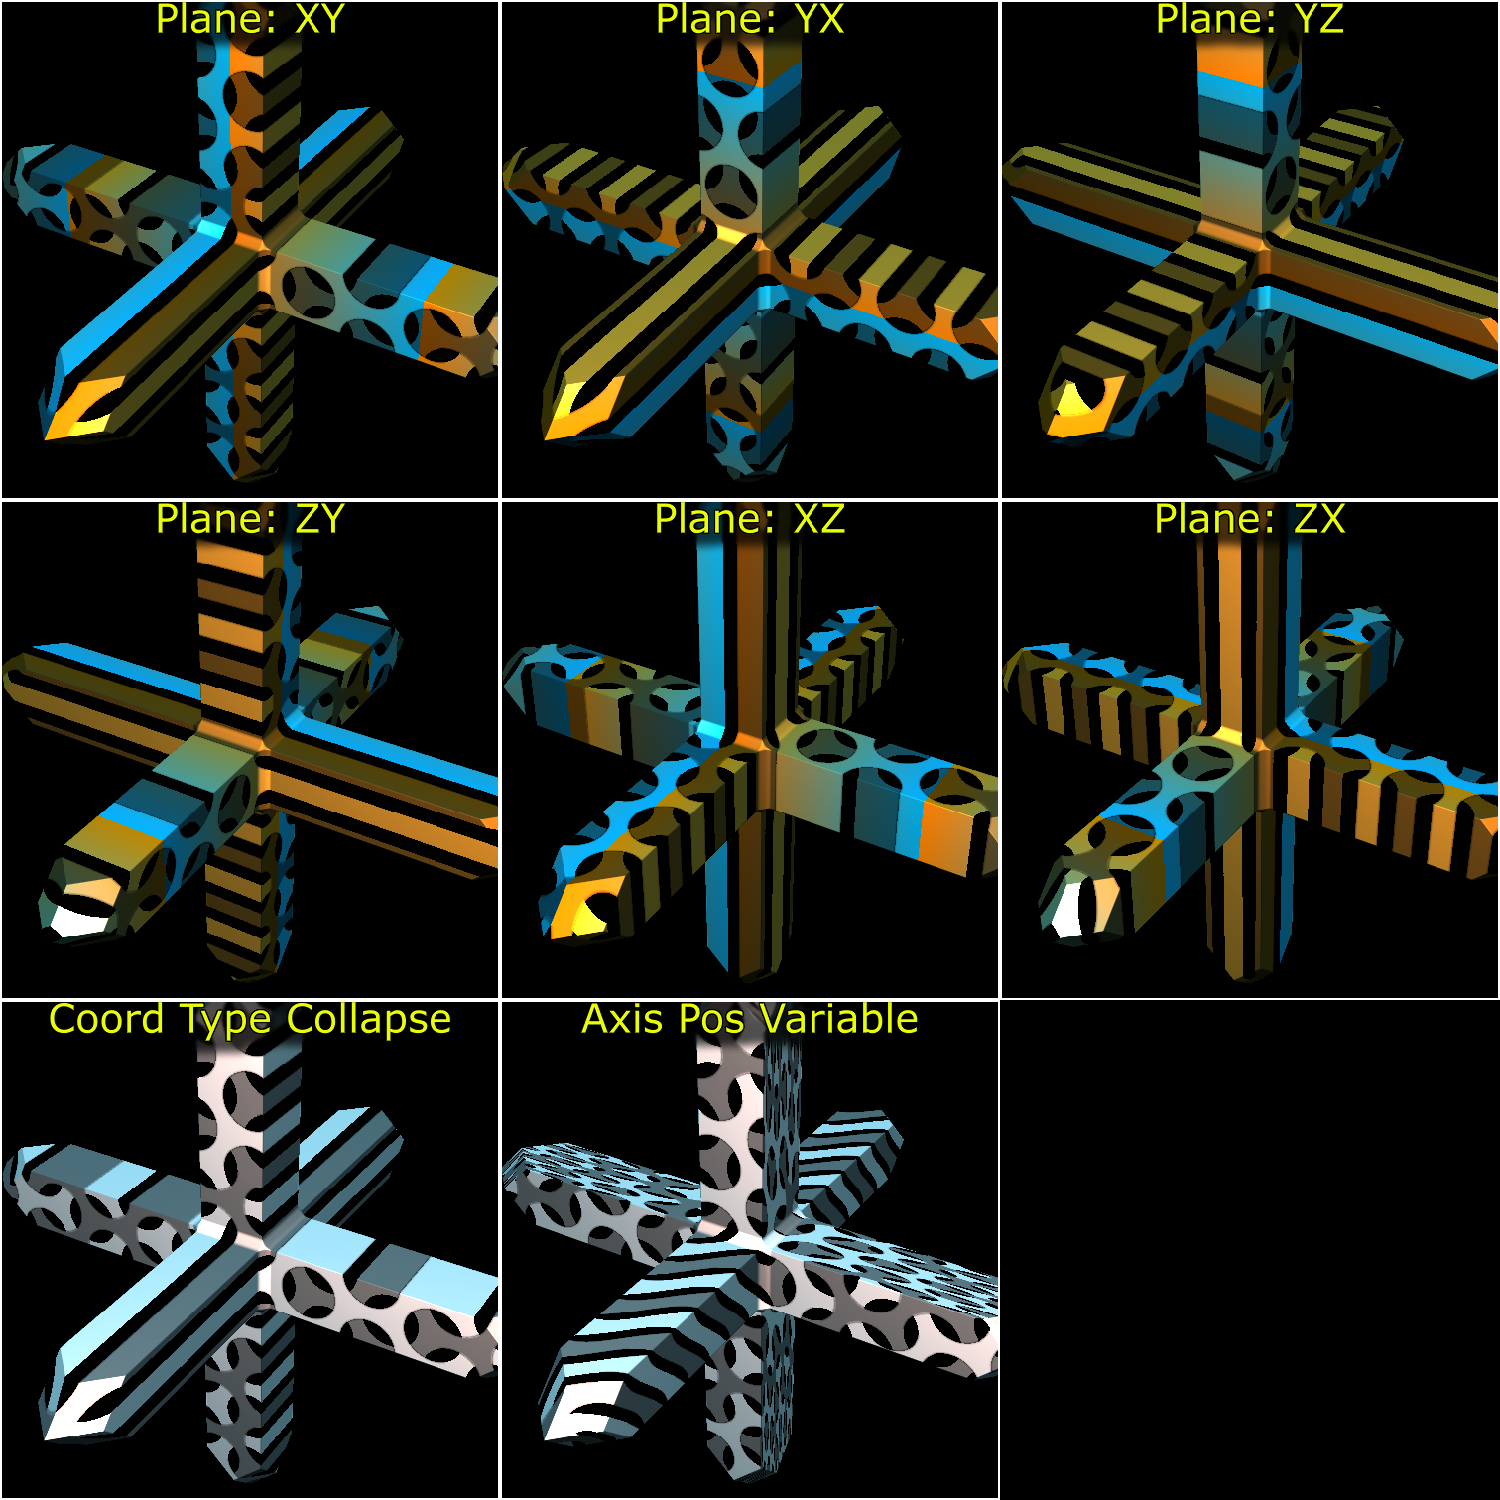 Plane: XY
Plane: YX
Plane: YZ
Plane: ZY
Plane: XZ
Plane: ZX
Coord Type Collapse
Axis Pos Variable